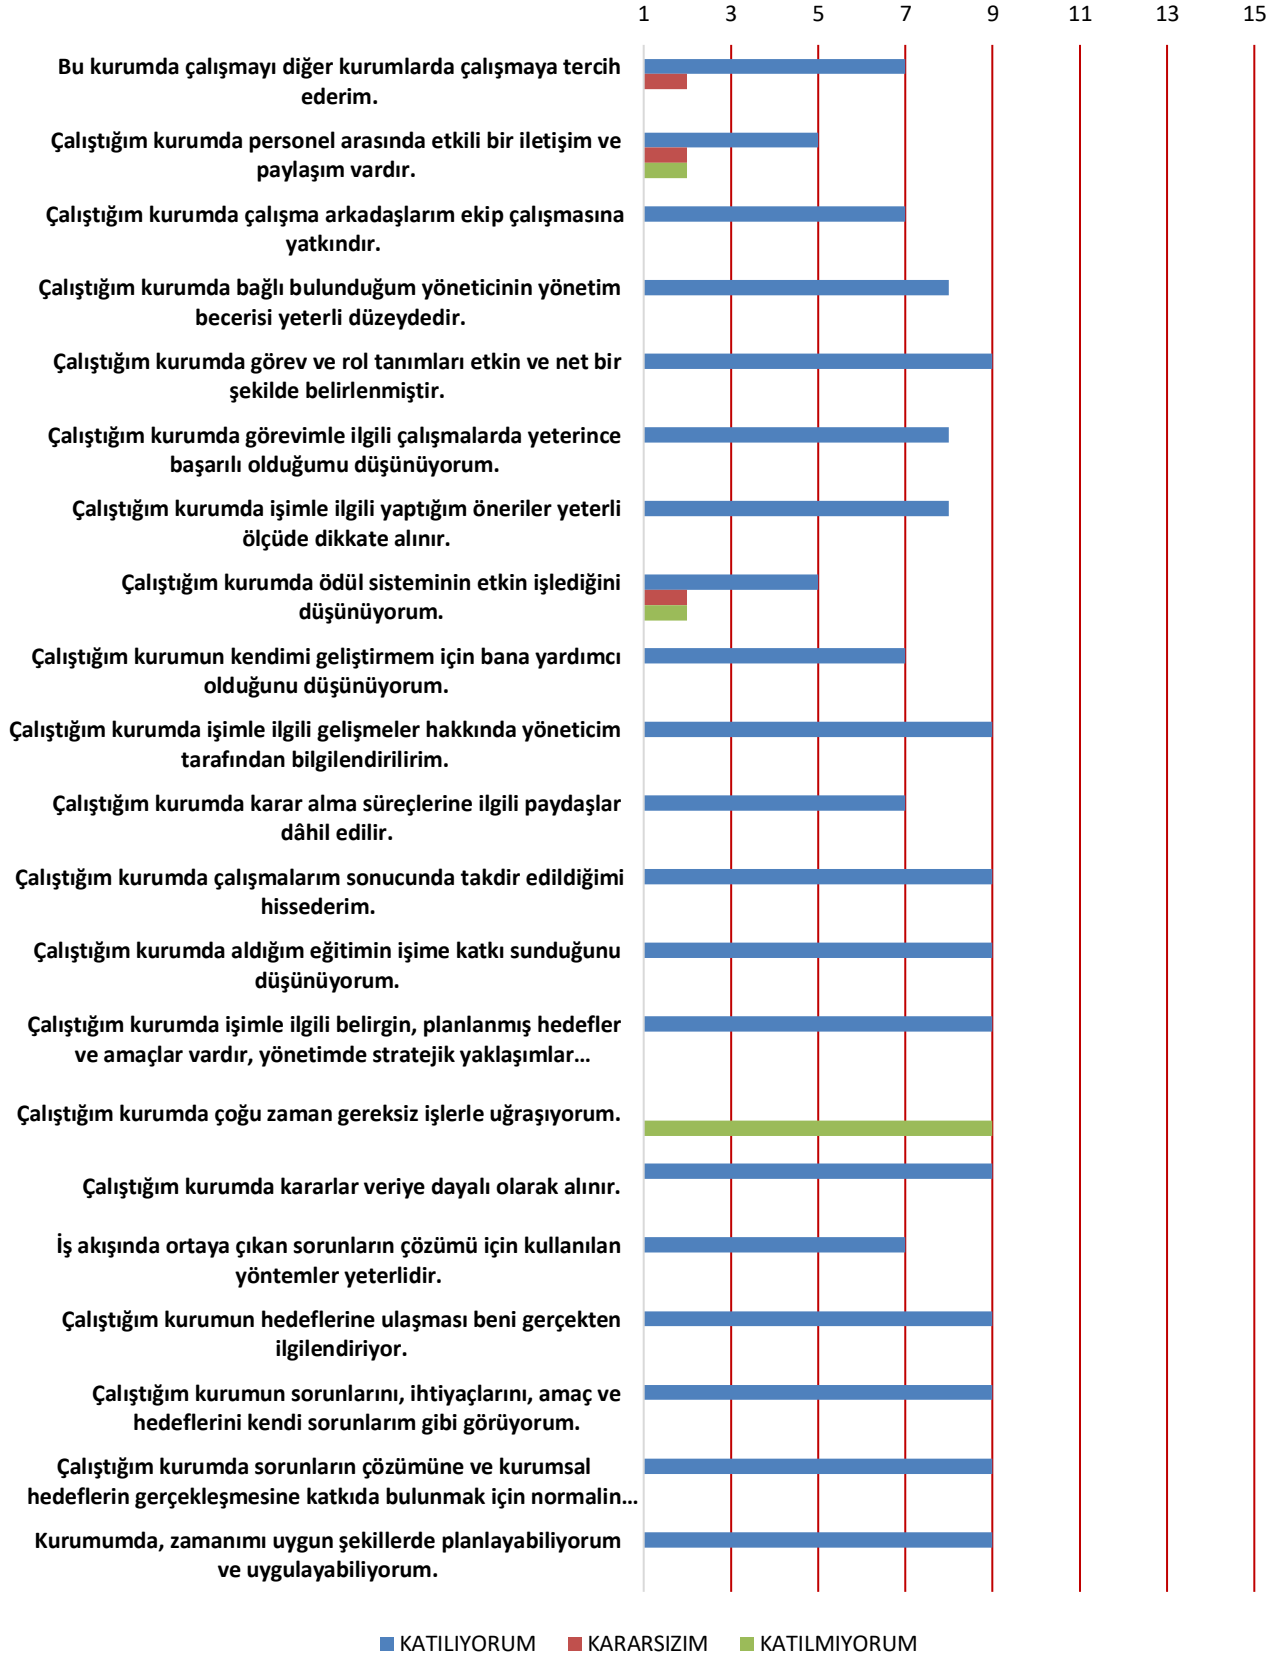 1 3 5 7 9 11 13 15
Bu kurumda çalışmayı diğer kurumlarda çalışmaya tercih
ederim.
Çalıştığım kurumda personel arasında etkili bir iletişim ve
paylaşım vardır.
Çalıştığım kurumda çalışma arkadaşlarım ekip çalışmasına
yatkındır.
Çalıştığım kurumda bağlı bulunduğum yöneticinin yönetim
becerisi yeterli düzeydedir.
Çalıştığım kurumda görev ve rol tanımları etkin ve net bir
şekilde belirlenmiştir.
Çalıştığım kurumda görevimle ilgili çalışmalarda yeterince
başarılı olduğumu düşünüyorum.
Çalıştığım kurumda işimle ilgili yaptığım öneriler yeterli
ölçüde dikkate alınır.
Çalıştığım kurumda ödül sisteminin etkin işlediğini
düşünüyorum.
Çalıştığım kurumun kendimi geliştirmem için bana yardımcı
olduğunu düşünüyorum.
Çalıştığım kurumda işimle ilgili gelişmeler hakkında yöneticim
tarafından bilgilendirilirim.
Çalıştığım kurumda karar alma süreçlerine ilgili paydaşlar
dâhil edilir.
Çalıştığım kurumda çalışmalarım sonucunda takdir edildiğimi
hissederim.
Çalıştığım kurumda aldığım eğitimin işime katkı sunduğunu
düşünüyorum.
Çalıştığım kurumda işimle ilgili belirgin, planlanmış hedefler
ve amaçlar vardır, yönetimde stratejik yaklaşımlar…
Çalıştığım kurumda çoğu zaman gereksiz işlerle uğraşıyorum.
Çalıştığım kurumda kararlar veriye dayalı olarak alınır.
İş akışında ortaya çıkan sorunların çözümü için kullanılan
yöntemler yeterlidir.
Çalıştığım kurumun hedeflerine ulaşması beni gerçekten
ilgilendiriyor.
Çalıştığım kurumun sorunlarını, ihtiyaçlarını, amaç ve
hedeflerini kendi sorunlarım gibi görüyorum.
Çalıştığım kurumda sorunların çözümüne ve kurumsal
hedeflerin gerçekleşmesine katkıda bulunmak için normalin…
Kurumumda, zamanımı uygun şekillerde planlayabiliyorum
ve uygulayabiliyorum.
KATILIYORUM KARARSIZIM KATILMIYORUM